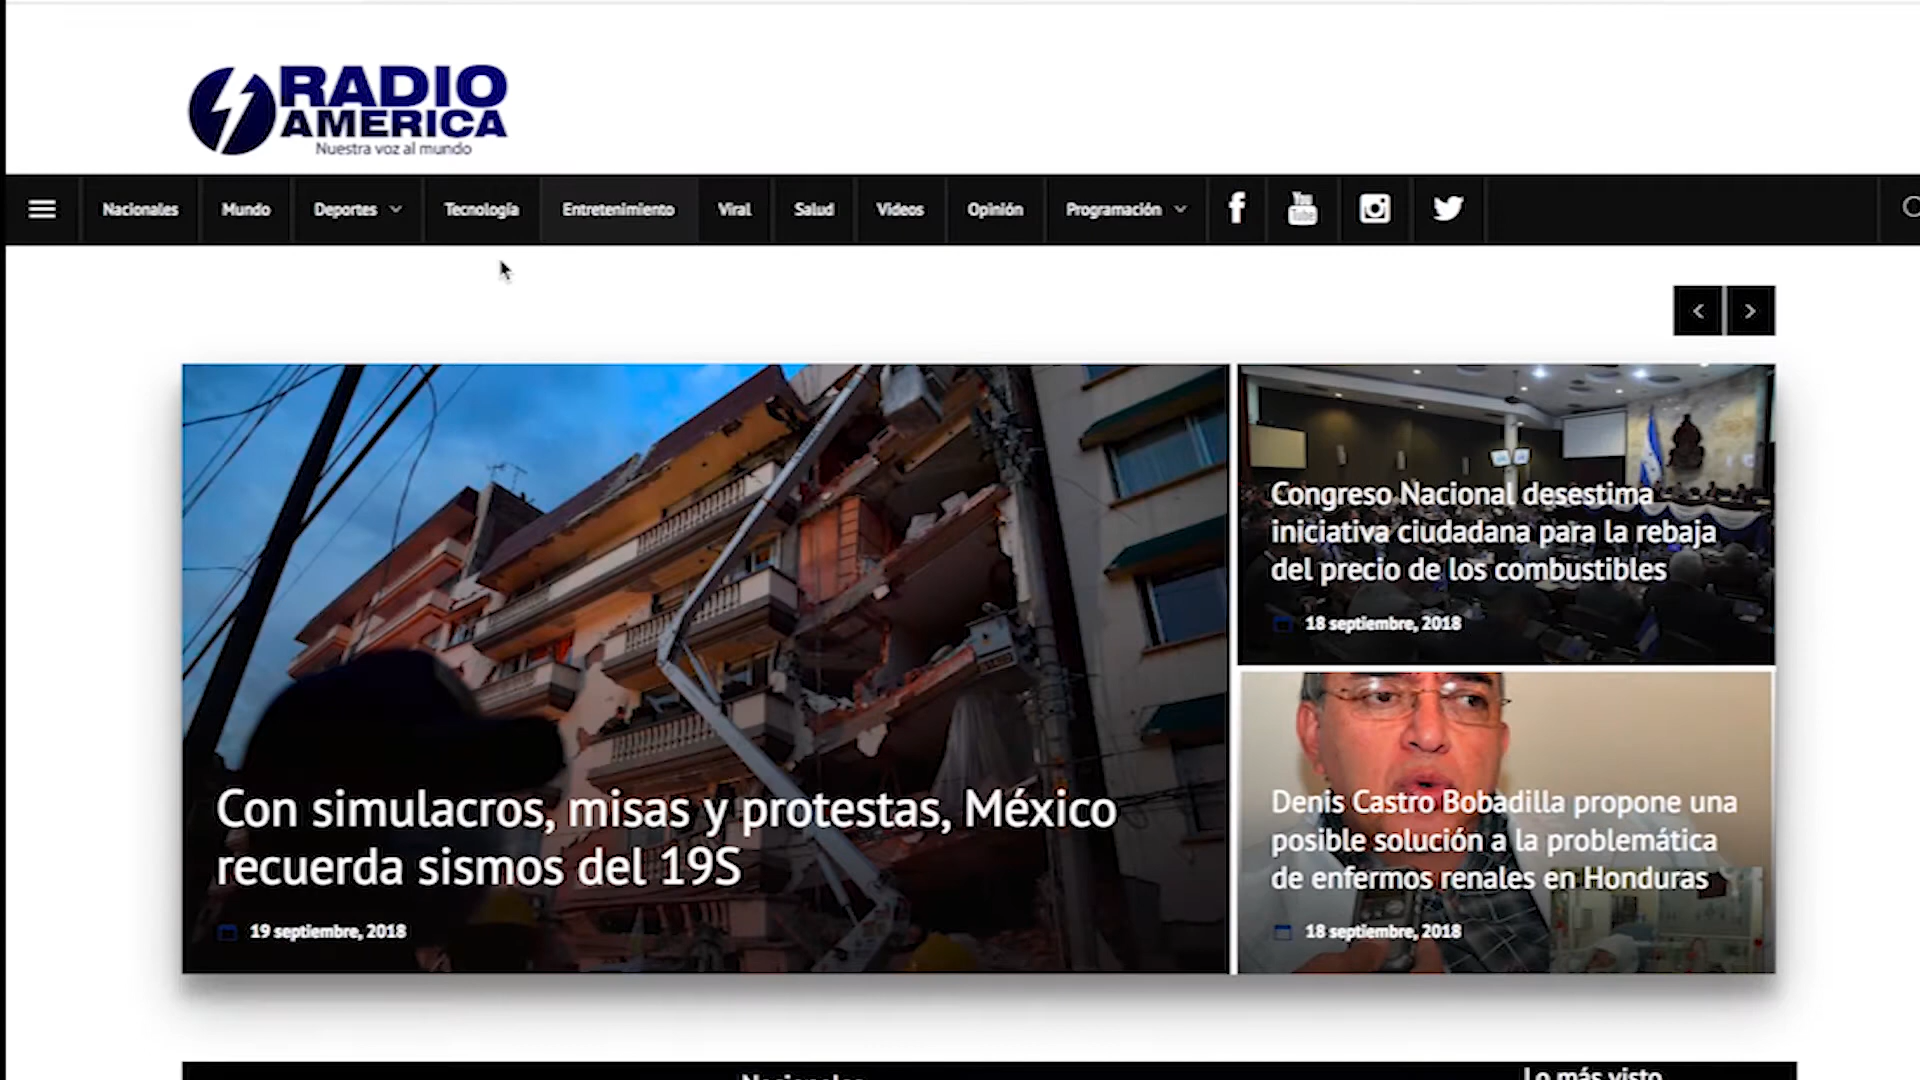 RADIO
AMERICA
Nuestra voz al mundo
Nacionales
Mundo
Deportes
Tecnología
Entretenimiento
Viral
Salud
Videos
Opinión
Programación
You
Tube
Con simulacros, misas y protestas, México
recuerda sismos del 19S
19 septiembre, 2018
Congreso Nacional desestima
iniciativa ciudadana para la rebaja
del precio de los combustibles
18 septiembre, 2018
Denis Castro Bobadilla propone una
posible solución a la problemática
de enfermos renales en Honduras
18 septiembre, 2018
Nacionales
Lo más visto